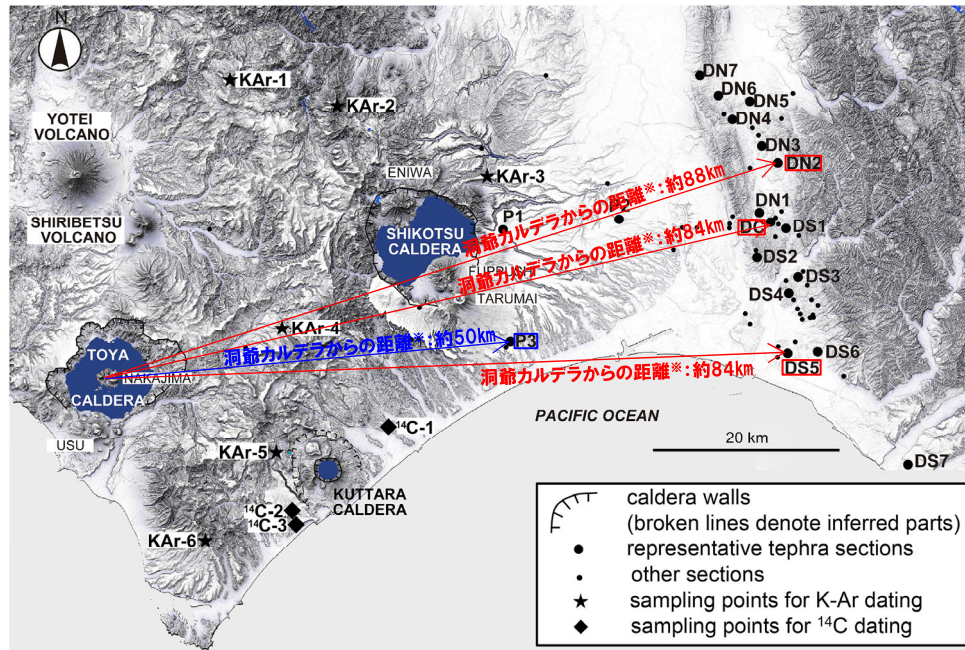 N
KAr-1
KAr-2
YOTEI
VOLCANO
SHIRIBETSU
VOLCANO
ENIWA
KAr-3
SHIKOTSU
CALDERA
P1
TARUMAI
KAr-4
TOYA
CALDERA
NAKAJIMA
USU
P3
KAr-5
¹⁴C-1
KUTTARA
CALDERA
¹⁴C-2
¹⁴C-3
KAr-6
DN7
DN6
DN5
DN4
DN3
DN2
DN1
DC
DS1
DS2
DS3
DS4
DS6
DS5
DS7
洞爺カルデラからの距離※:約88km
洞爺カルデラからの距離※:約84km
洞爺カルデラからの距離※:約50km
洞爺カルデラからの距離※:約84km
PACIFIC OCEAN
20 km
caldera walls
(broken lines denote inferred parts)
representative tephra sections
other sections
sampling points for K-Ar dating
sampling points for ¹⁴C dating